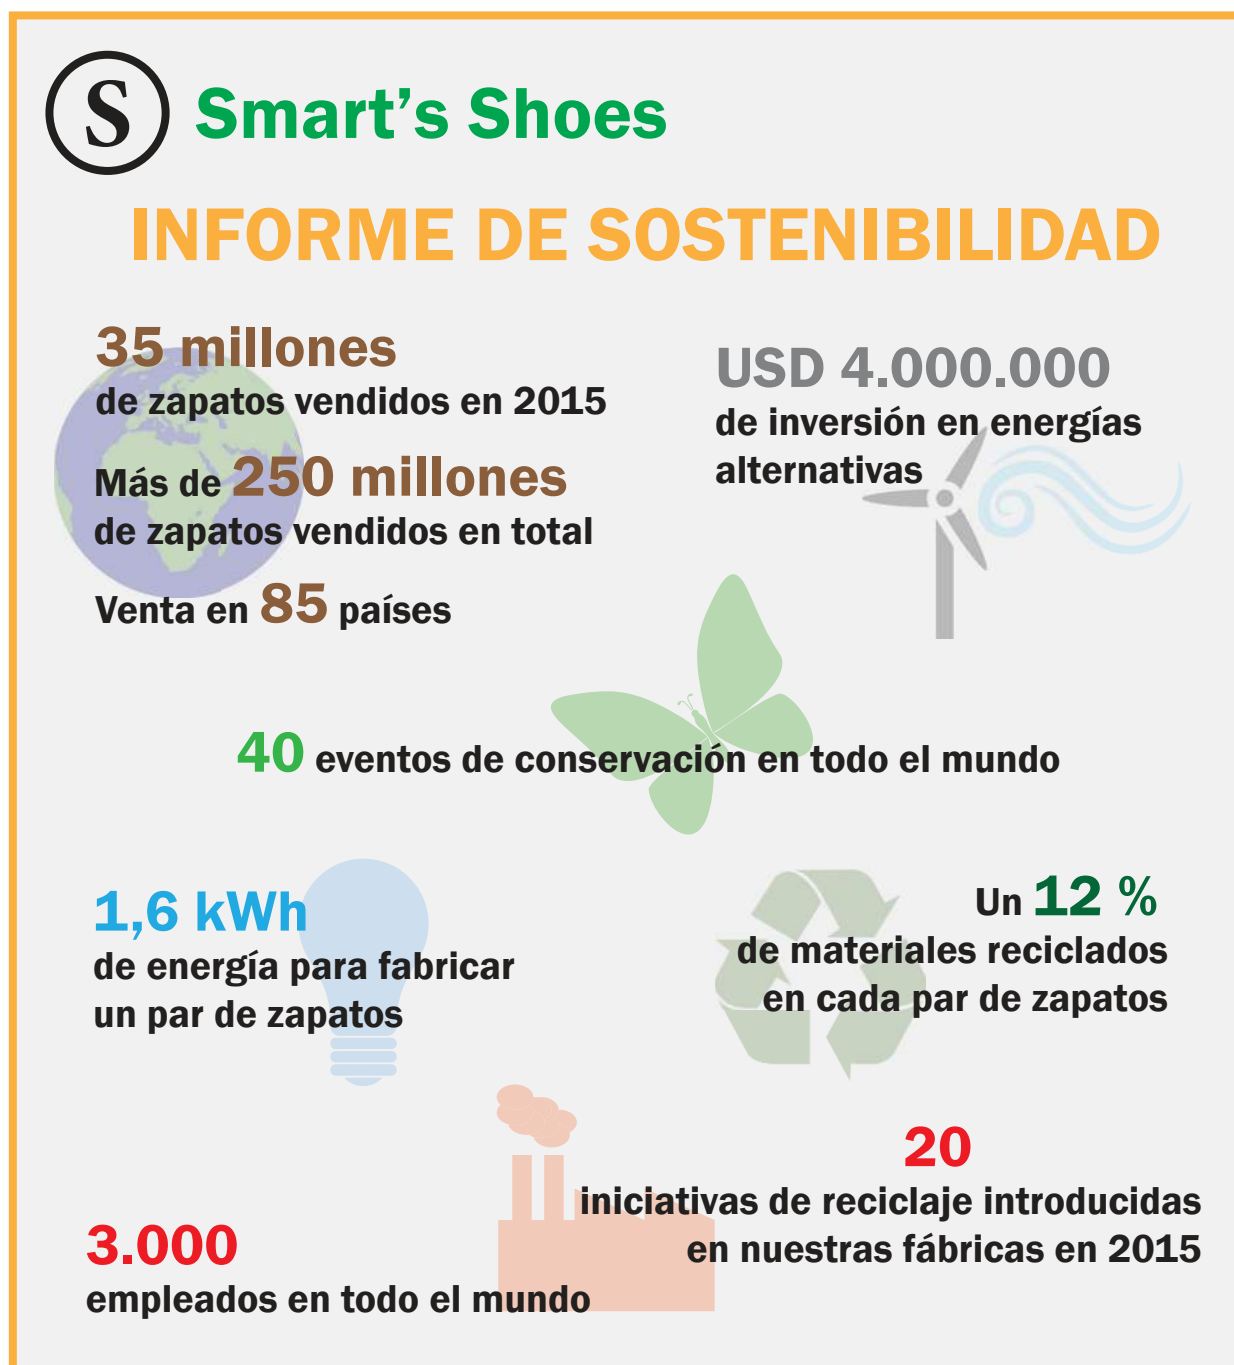 S
Smart's Shoes
INFORME DE SOSTENIBILIDAD
35 millones
de zapatos vendidos en 2015
Más de 250 millones
de zapatos vendidos en total
Venta en 85 países
USD 4.000.000
de inversión en energías
alternativas
40 eventos de conservación en todo el mundo
1,6 kWh
de energía para fabricar
un par de zapatos
Un 12 %
de materiales reciclados
en cada par de zapatos
20
iniciativas de reciclaje introducidas
en nuestras fábricas en 2015
3.000
empleados en todo el mundo